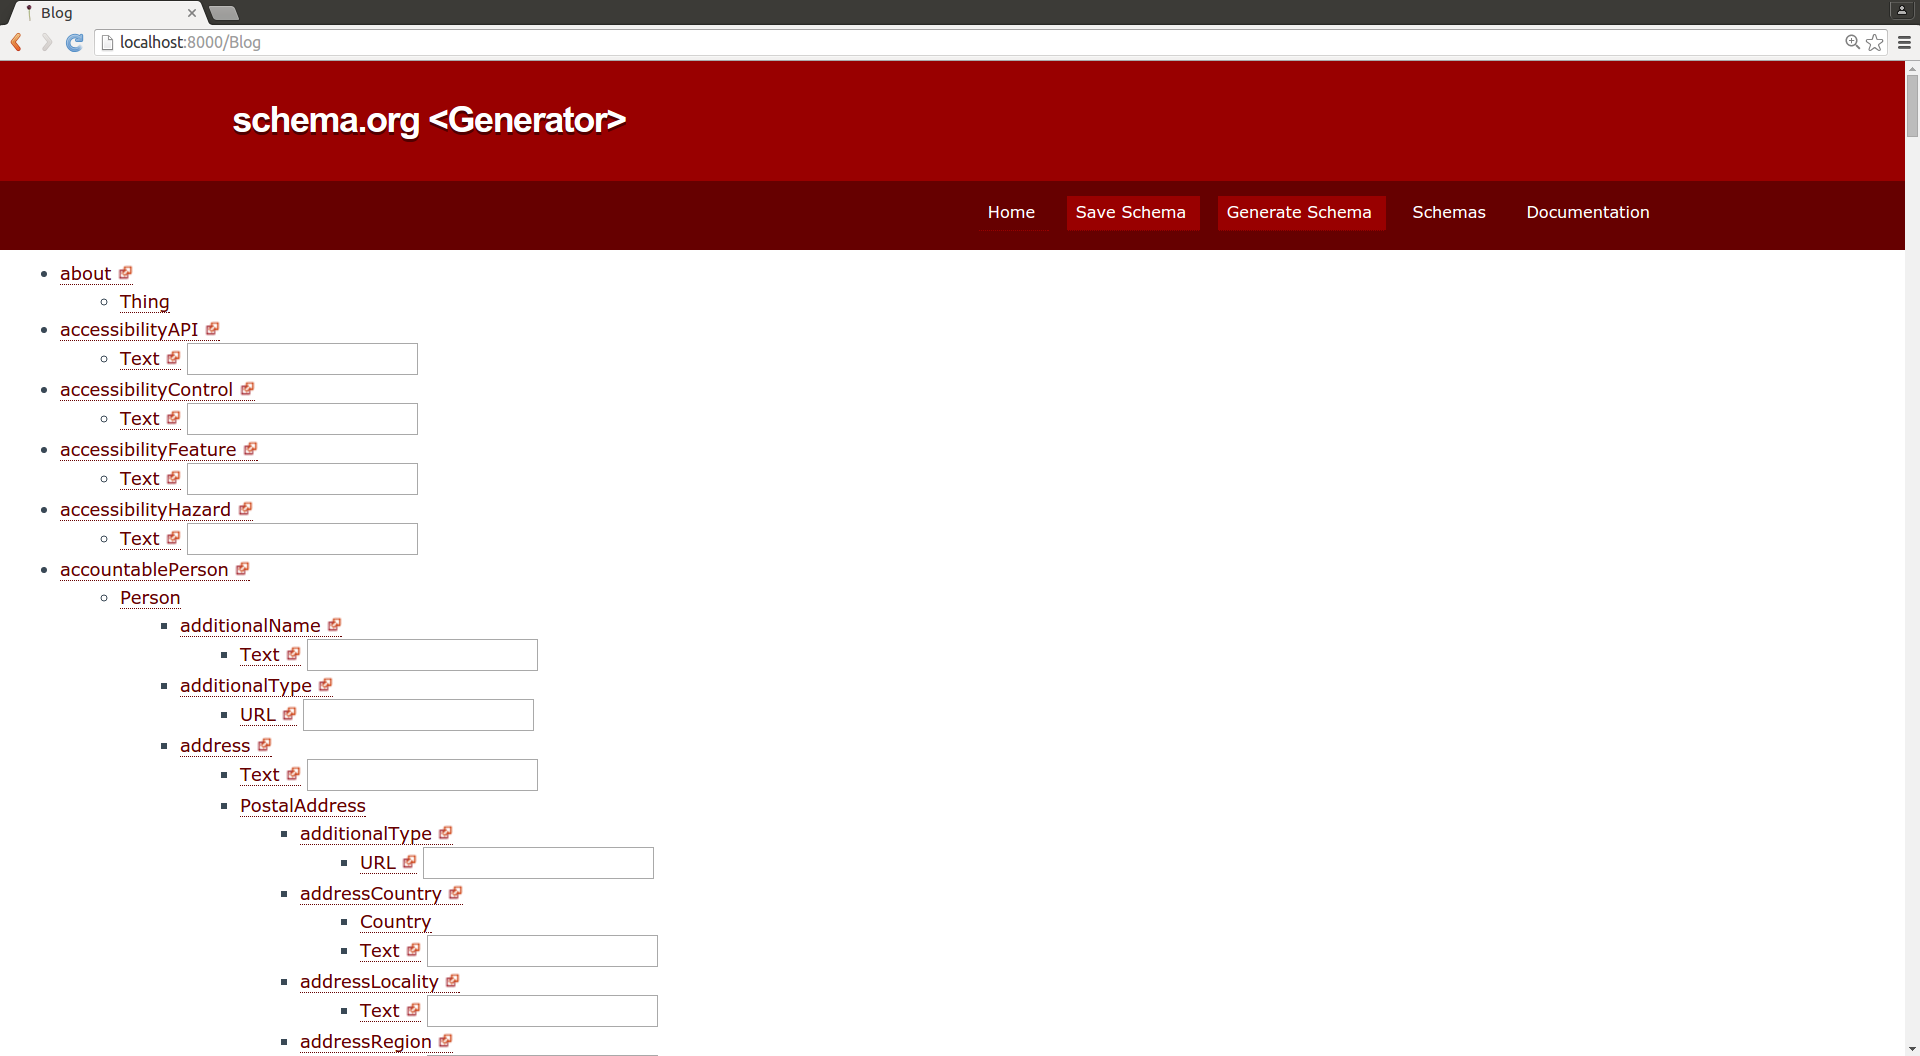 Blog
localhost:8000/Blog
schema.org <Generator>
Home Save Schema Generate Schema Schemas Documentation
about
Thing
accessibilityAPI
Text
accessibilityControl
Text
accessibilityFeature
Text
accessibilityHazard
Text
accountablePerson
Person
additionalName
Text
additionalType
URL
address
Text
PostalAddress
additionalType
URL
addressCountry
Country
Text
addressLocality
Text
addressRegion